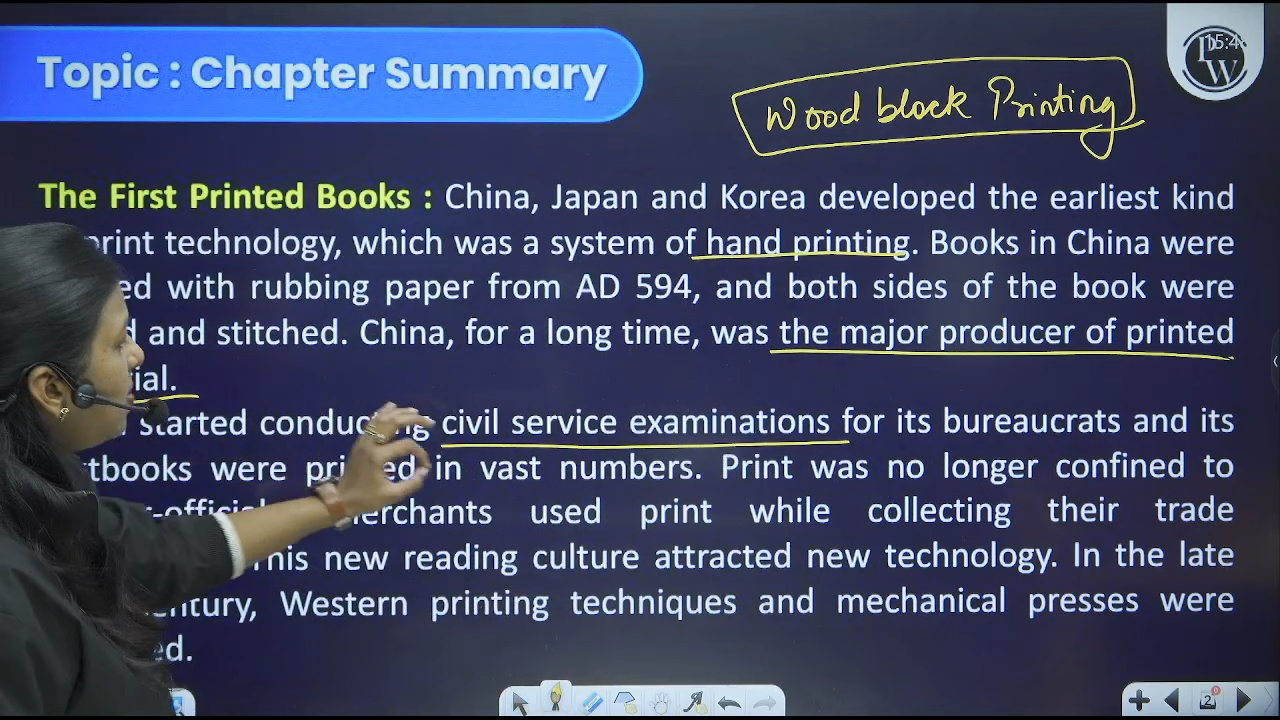 Topic : Chapter Summary
Wood block Printing
The First Printed Books : China, Japan and Korea developed the earliest kind
print technology, which was a system of hand printing. Books in China were
ed with rubbing paper from AD 594, and both sides of the book were
d and stitched. China, for a long time, was the major producer of printed
ial.
started conducting civil service examinations for its bureaucrats and its
tbooks were printed in vast numbers. Print was no longer confined to
r-official merchants used print while collecting their trade
This new reading culture attracted new technology. In the late
entury, Western printing techniques and mechanical presses were
ed.